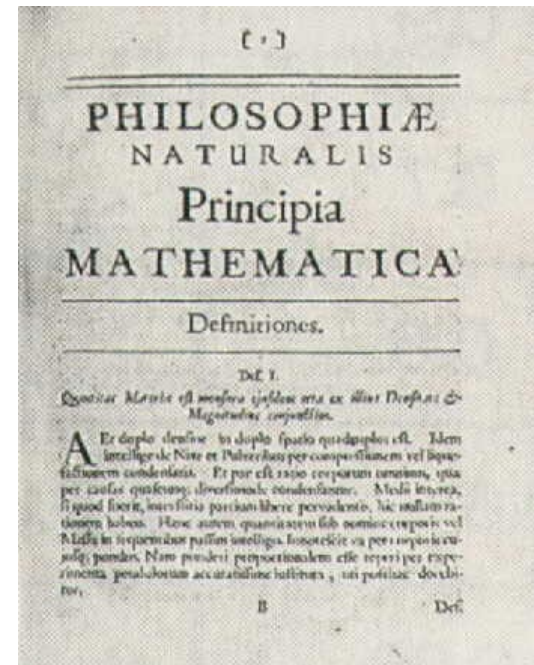 [ 1 ]
PHILOSOPHIÆ
NATURALIS
Principia
MATHEMATICA
Definitiones.
Def. I.
Quantitas Materiæ est mensura ejusdem orta ex illius Densitate &
Magnitudine conjunctim.
AEr duplo densior in duplo spatio quadruplus est. Idem
intellige de Nive et Pulveribus per compressionem vel lique-
factionem condensatis. Et par est ratio corporum omnium, quæ
per causas quascunq; diversimode condensantur. Medii interea,
si quod fuerit, interstitia partium libere pervadentis, hic nullam ra-
tionem habeo. Hanc autem quantitatem sub nomine corporis vel
Massæ in sequentibus passim intelligo. Innotescit ea per corporis cu-
jusq; pondus. Nam ponderi proportionalem esse reperi per expe-
rimenta pendulorum accuratissime instituta, uti posthac docebi-
tur.
B Def.